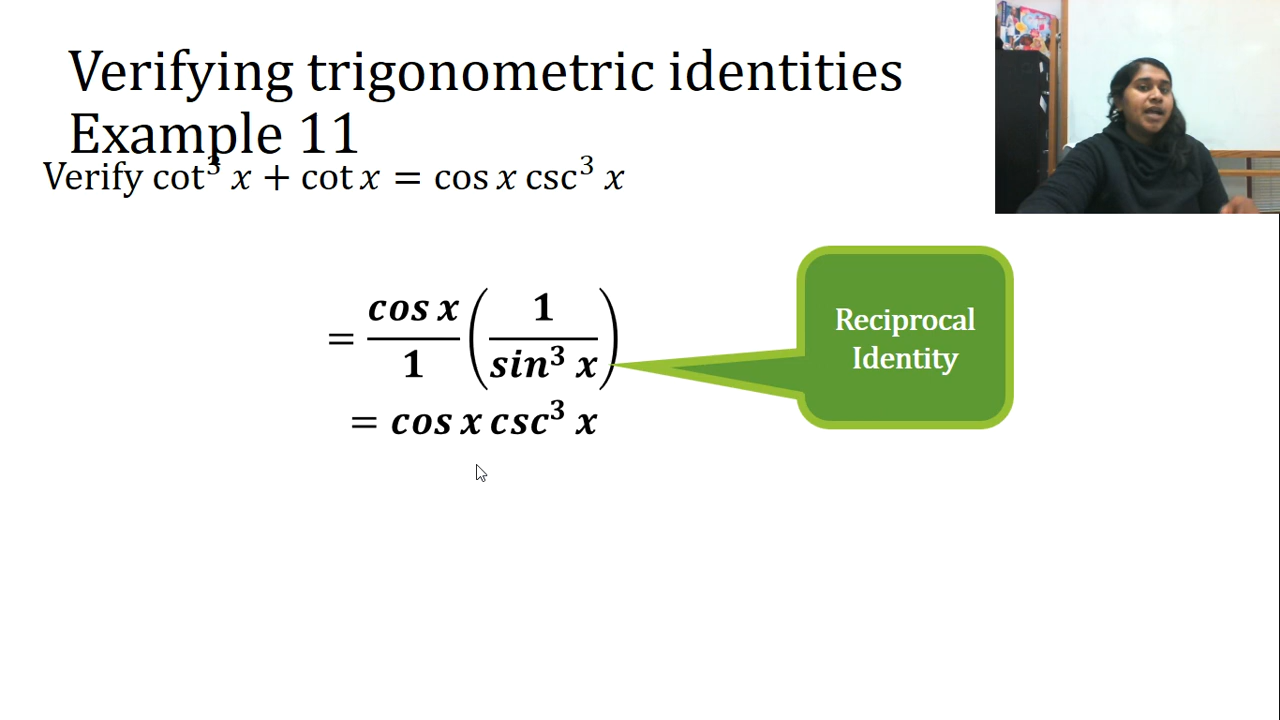 Verifying trigonometric identities
Example 11
Verify cot³ x + cot x = cos x csc³ x
= cos x / 1 (1 / sin³ x)
= cos x csc³ x
Reciprocal
Identity